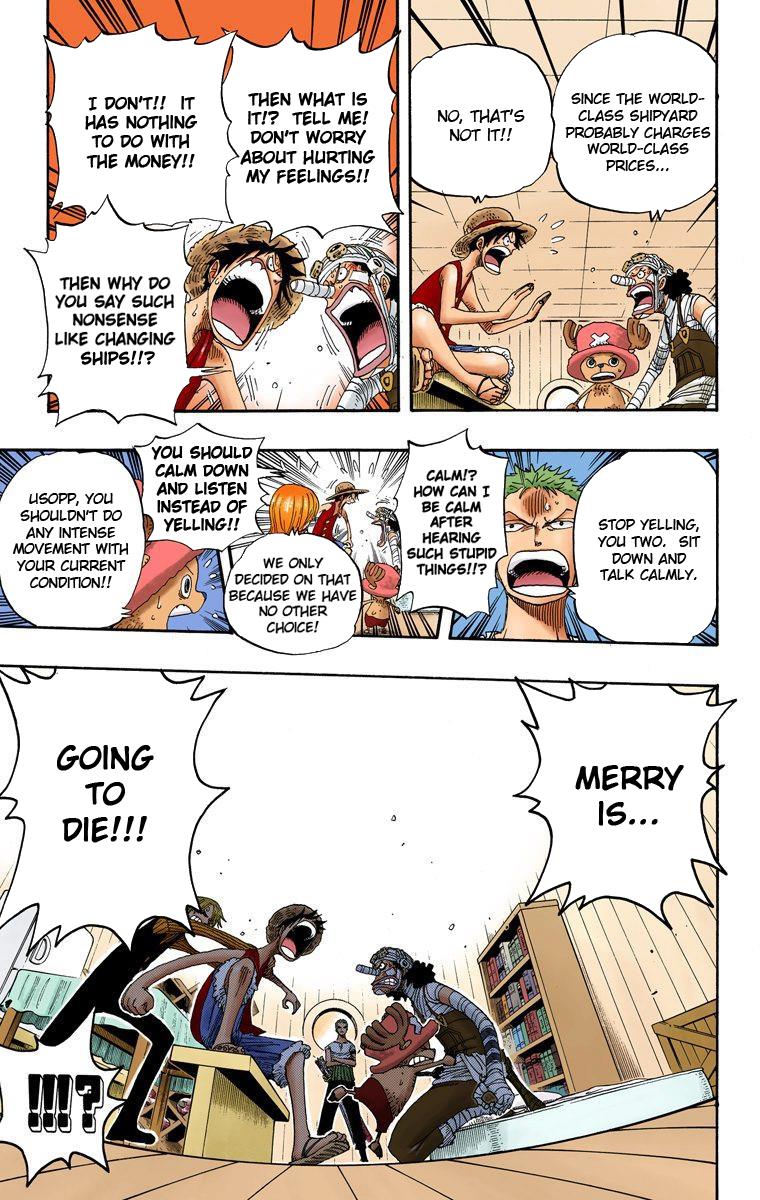 SINCE THE WORLD-
CLASS SHIPYARD
PROBABLY CHARGES
WORLD-CLASS
PRICES...
NO, THAT'S
NOT IT!!
THEN WHAT IS
IT!? TELL ME!
DON'T WORRY
ABOUT HURTING
MY FEELINGS!!
I DON'T!! IT
HAS NOTHING
TO DO WITH
THE MONEY!!
THEN WHY DO
YOU SAY SUCH
NONSENSE
LIKE CHANGING
SHIPS!!?
STOP YELLING,
YOU TWO. SIT
DOWN AND
TALK CALMLY.
CALM!?
HOW CAN I
BE CALM
AFTER
HEARING
SUCH STUPID
THINGS!!?
WE ONLY
DECIDED ON THAT
BECAUSE WE HAVE
NO OTHER
CHOICE!
YOU SHOULD
CALM DOWN
AND LISTEN
INSTEAD OF
YELLING!!
USOPP, YOU
SHOULDN'T DO
ANY INTENSE
MOVEMENT WITH
YOUR CURRENT
CONDITION!!
MERRY
IS...
GOING
TO
DIE!!!
!!!?